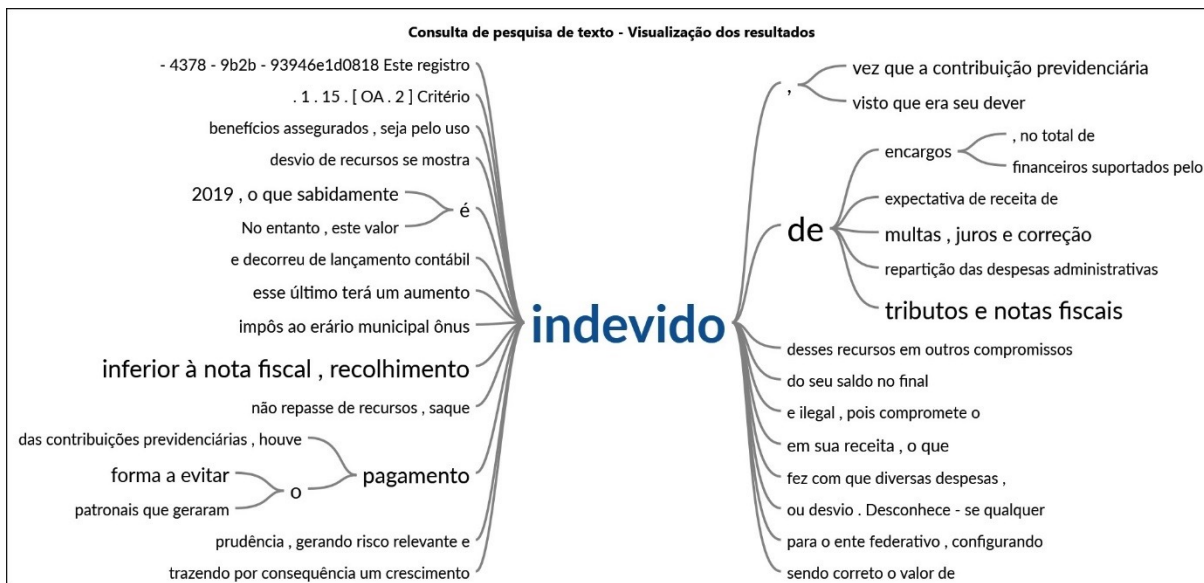 Consulta de pesquisa de texto - Visualização dos resultados
- 4378 - 9b2b - 93946e1d0818 Este registro
. 1 . 15 . [ OA . 2 ] Critério
benefícios assegurados , seja pelo uso
desvio de recursos se mostra
2019 , o que sabidamente
é
No entanto , este valor
e decorreu de lançamento contábil
esse último terá um aumento
impôs ao erário municipal ônus
inferior à nota fiscal , recolhimento
não repasse de recursos , saque
das contribuições previdenciárias , houve
pagamento
forma a evitar
o
patronais que geraram
prudência , gerando risco relevante e
trazendo por consequência um crescimento
indevido
,
vez que a contribuição previdenciária
visto que era seu dever
de
encargos
, no total de
financeiros suportados pelo
expectativa de receita de
multas , juros e correção
repartição das despesas administrativas
tributos e notas fiscais
desses recursos em outros compromissos
do seu saldo no final
e ilegal , pois compromete o
em sua receita , o que
fez com que diversas despesas ,
ou desvio . Desconhece - se qualquer
para o ente federativo , configurando
sendo correto o valor de